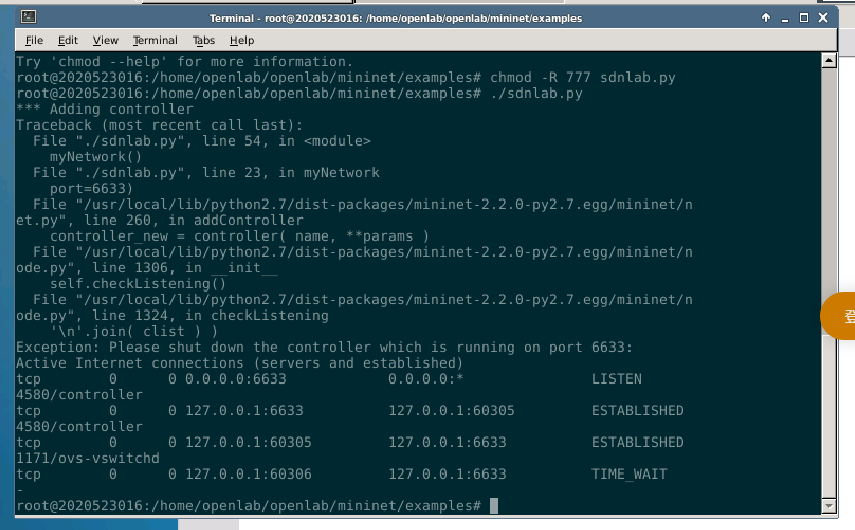 Terminal - root@2020523016: /home/openlab/openlab/mininet/examples
File Edit View Terminal Tabs Help
Try 'chmod --help' for more information.
root@2020523016:/home/openlab/openlab/mininet/examples# chmod -R 777 sdnlab.py
root@2020523016:/home/openlab/openlab/mininet/examples# ./sdnlab.py
*** Adding controller
Traceback (most recent call last):
  File "./sdnlab.py", line 54, in <module>
    myNetwork()
  File "./sdnlab.py", line 23, in myNetwork
    port=6633)
  File "/usr/local/lib/python2.7/dist-packages/mininet-2.2.0-py2.7.egg/mininet/n
et.py", line 260, in addController
    controller_new = controller( name, **params )
  File "/usr/local/lib/python2.7/dist-packages/mininet-2.2.0-py2.7.egg/mininet/n
ode.py", line 1306, in __init__
    self.checkListening()
  File "/usr/local/lib/python2.7/dist-packages/mininet-2.2.0-py2.7.egg/mininet/n
ode.py", line 1324, in checkListening
    '\n'.join( clist ) )
Exception: Please shut down the controller which is running on port 6633:
Active Internet connections (servers and established)
tcp        0      0 0.0.0.0:6633            0.0.0.0:*               LISTEN
4580/controller
tcp        0      0 127.0.0.1:6633          127.0.0.1:60305         ESTABLISHED
4580/controller
tcp        0      0 127.0.0.1:60305         127.0.0.1:6633          ESTABLISHED
1171/ovs-vswitchd
tcp        0      0 127.0.0.1:60306         127.0.0.1:6633          TIME_WAIT
-
root@2020523016:/home/openlab/openlab/mininet/examples#